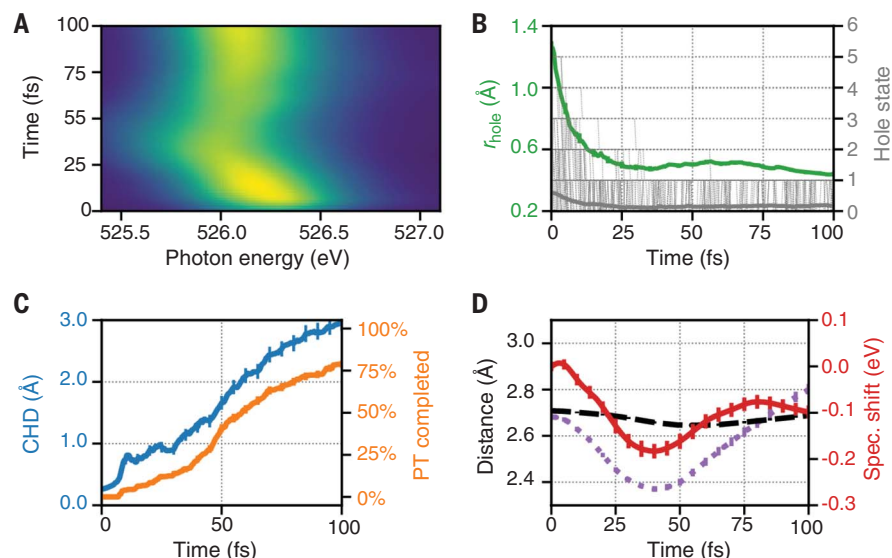 A
100
75
50
25
0
Time (fs)
525.5 526.0 526.5 527.0
Photon energy (eV)
B
1.4
1.0
0.6
0.2
r_hole (Å)
6
5
4
3
2
1
0
Hole state
0 25 50 75 100
Time (fs)
C
3.0
2.0
1.0
0.0
CHD (Å)
100%
75%
50%
25%
0%
PT completed
0 50 100
Time (fs)
D
3.0
2.8
2.6
2.4
Distance (Å)
0.1
0.0
-0.1
-0.2
-0.3
Spec. shift (eV)
0 25 50 75 100
Time (fs)